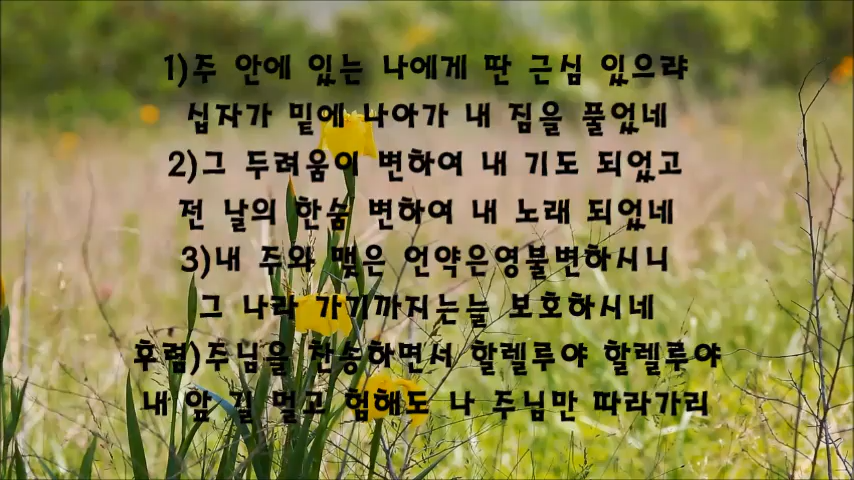 1)주 안에 있는 나에게 딴 근심 있으랴
십자가 밑에 나아가 내 짐을 풀었네
2)그 두려움이 변하여 내 기도 되었고
전 날의 한숨 변하여 내 노래 되었네
3)내 주와 맺은 언약은영불변하시니
그 나라 가기까지는늘 보호하시네
후렴)주님을 찬송하면서 할렐루야 할렐루야
내 앞 길 멀고 험해도 나 주님만 따라가리